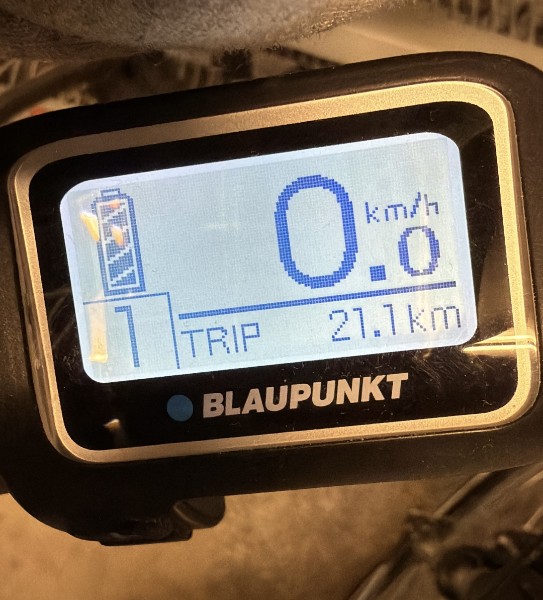 0.0 km/h
1
TRIP 21.1km
BLAUPUNKT